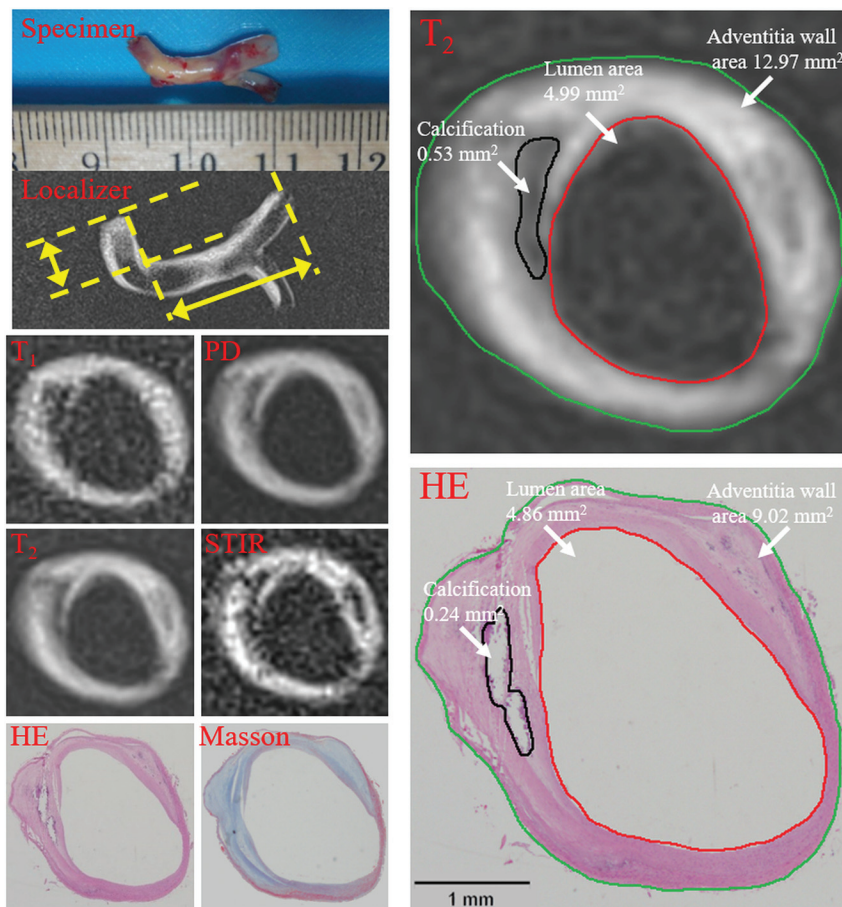 Specimen
8 9 10 11 12
Localizer
T₁
PD
T₂
STIR
HE
Masson
T₂
Adventitia wall
area 12.97 mm²
Lumen area
4.99 mm²
Calcification
0.53 mm²
HE
Lumen area
4.86 mm²
Adventitia wall
area 9.02 mm²
Calcification
0.24 mm²
1 mm